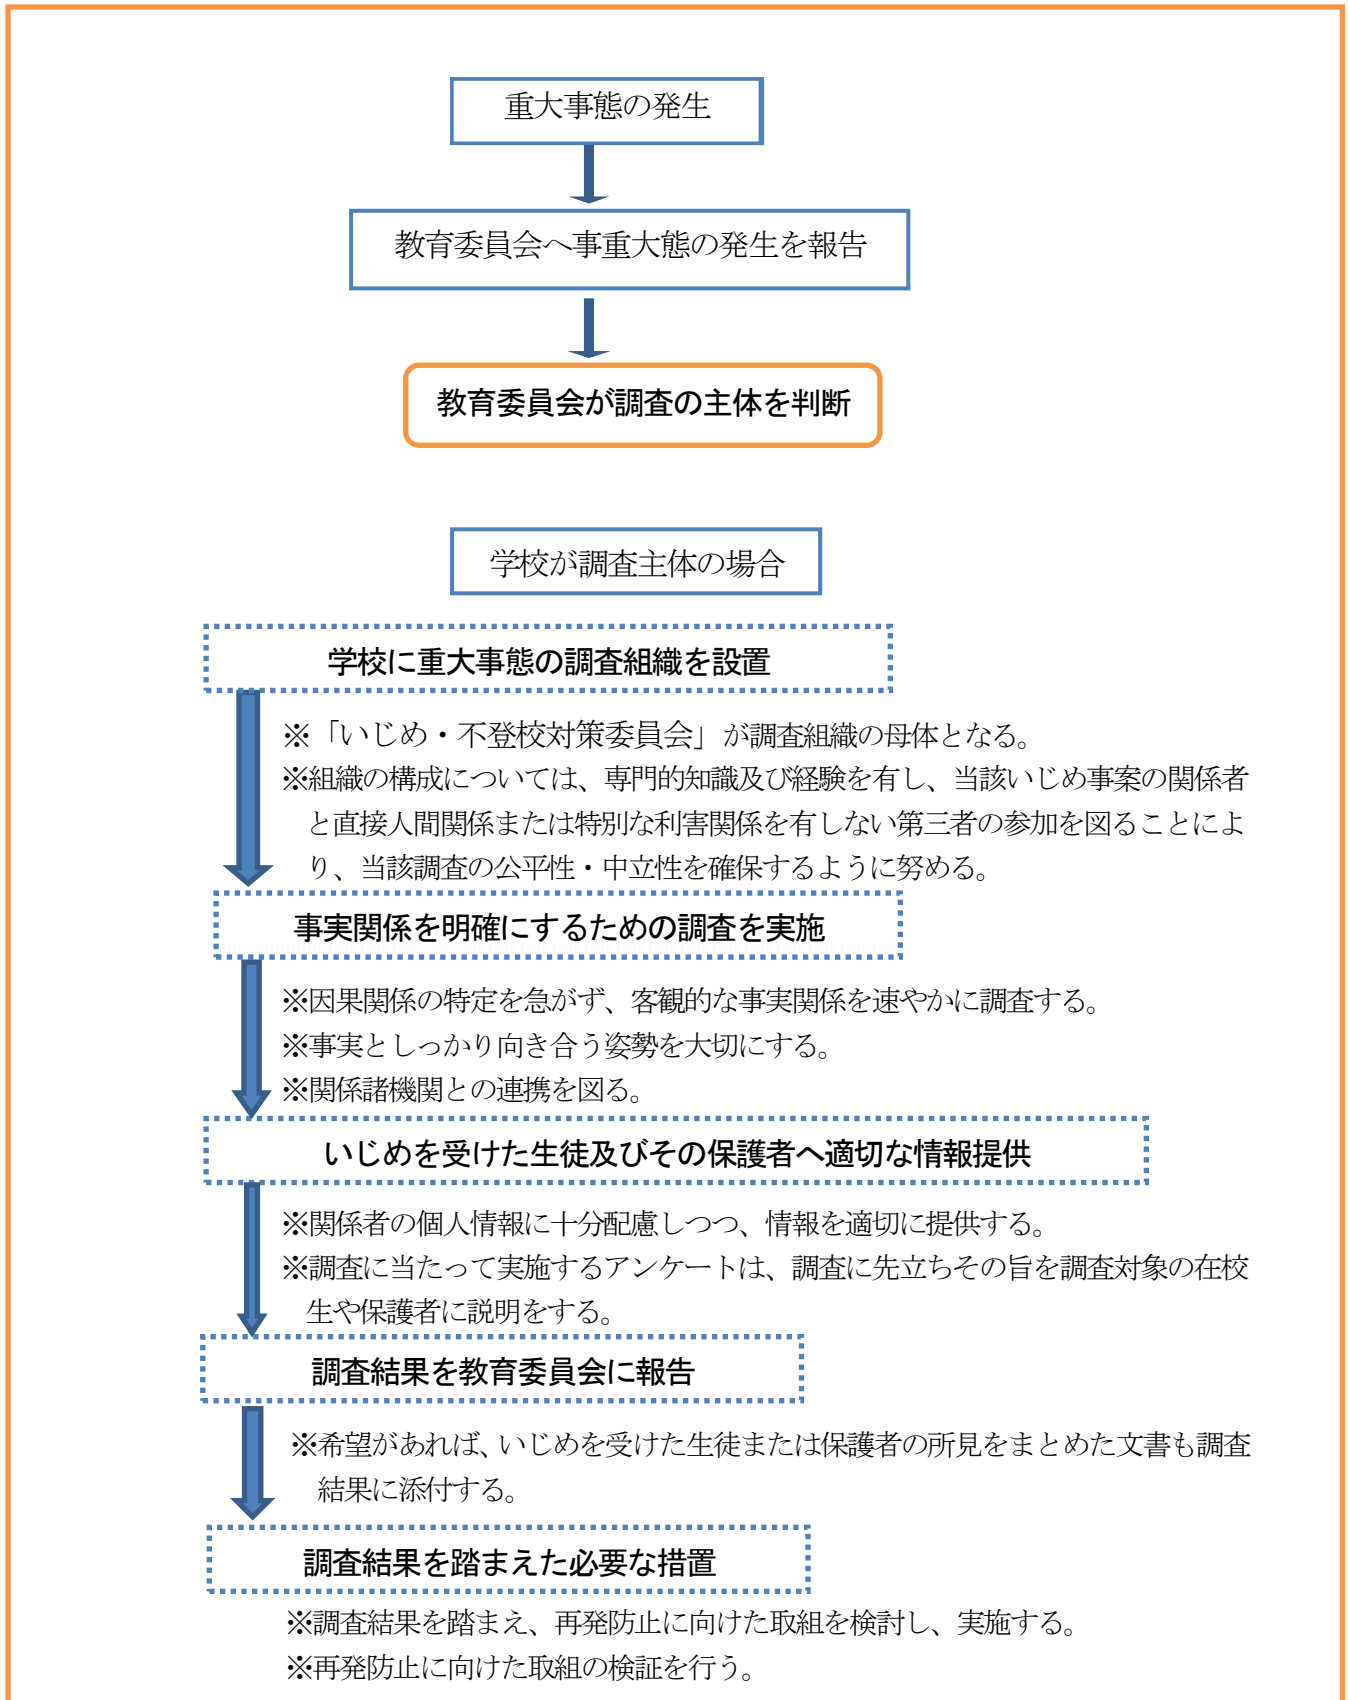 重大事態の発生
教育委員会へ事重大態の発生を報告
教育委員会が調査の主体を判断
学校が調査主体の場合
学校に重大事態の調査組織を設置
※「いじめ・不登校対策委員会」が調査組織の母体となる。
※組織の構成については、専門的知識及び経験を有し、当該いじめ事案の関係者
と直接人間関係または特別な利害関係を有しない第三者の参加を図ることによ
り、当該調査の公平性・中立性を確保するように努める。
事実関係を明確にするための調査を実施
※因果関係の特定を急がず、客観的な事実関係を速やかに調査する。
※事実としっかり向き合う姿勢を大切にする。
※関係諸機関との連携を図る。
いじめを受けた生徒及びその保護者へ適切な情報提供
※関係者の個人情報に十分配慮しつつ、情報を適切に提供する。
※調査に当たって実施するアンケートは、調査に先立ちその旨を調査対象の在校
生や保護者に説明をする。
調査結果を教育委員会に報告
※希望があれば、いじめを受けた生徒または保護者の所見をまとめた文書も調査
結果に添付する。
調査結果を踏まえた必要な措置
※調査結果を踏まえ、再発防止に向けた取組を検討し、実施する。
※再発防止に向けた取組の検証を行う。